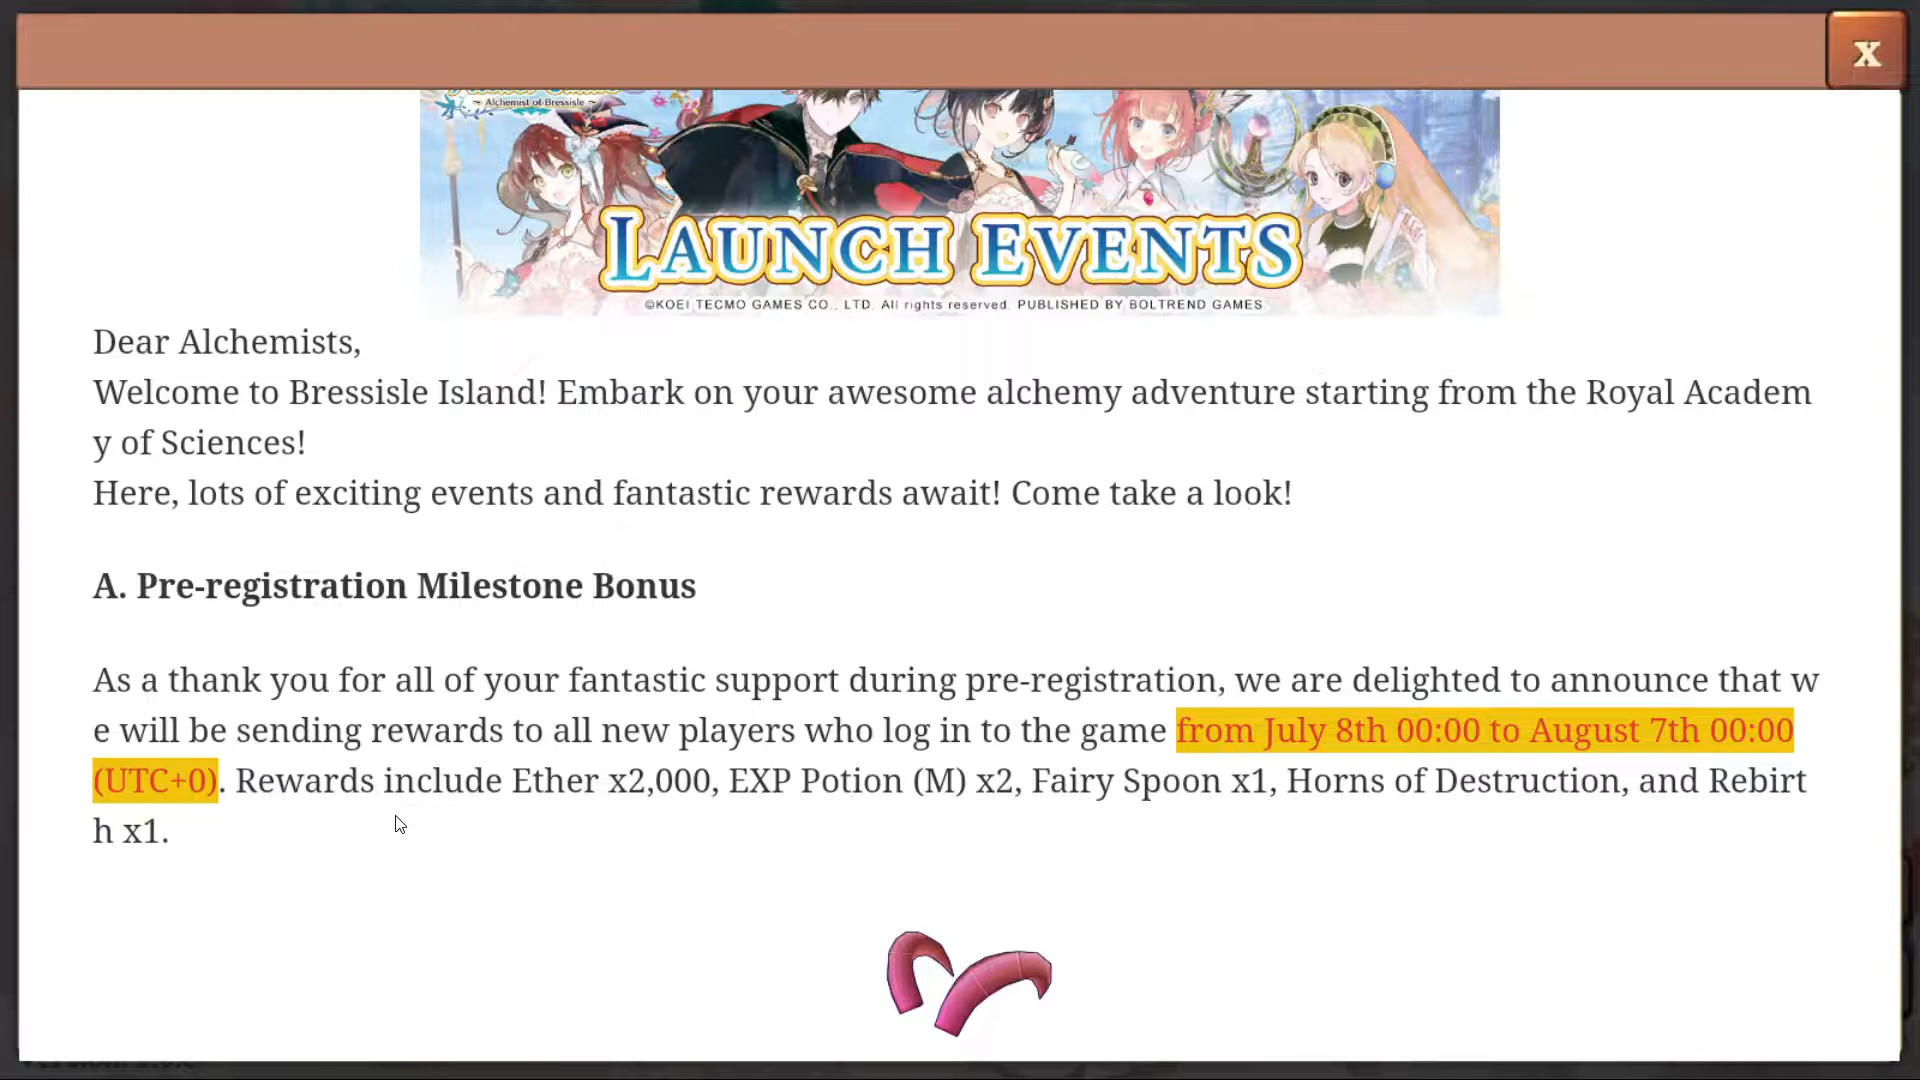 X
~ Alchemist of Bressisle ~
LAUNCH EVENTS
©KOEI TECMO GAMES CO., LTD. All rights reserved. PUBLISHED BY BOLTREND GAMES
Dear Alchemists,
Welcome to Bressisle Island! Embark on your awesome alchemy adventure starting from the Royal Academ
y of Sciences!
Here, lots of exciting events and fantastic rewards await! Come take a look!
A. Pre-registration Milestone Bonus
As a thank you for all of your fantastic support during pre-registration, we are delighted to announce that w
e will be sending rewards to all new players who log in to the game from July 8th 00:00 to August 7th 00:00
(UTC+0). Rewards include Ether x2,000, EXP Potion (M) x2, Fairy Spoon x1, Horns of Destruction, and Rebirt
h x1.